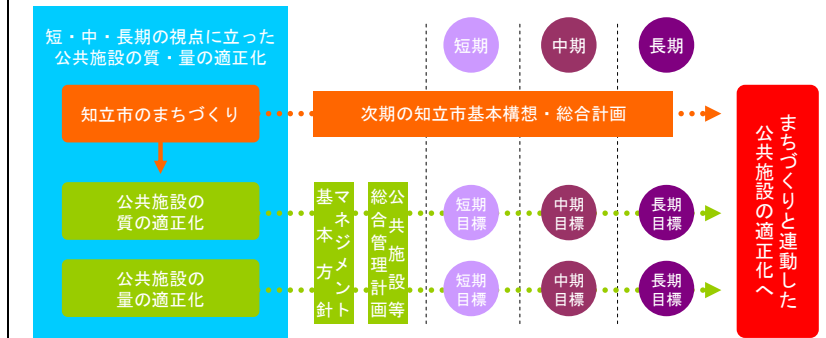 短・中・長期の視点に立った
公共施設の質・量の適正化
短期
中期
長期
知立市のまちづくり
次期の知立市基本構想・総合計画
公共施設の
質の適正化
公共施設の
量の適正化
マネジメント
基本方針
公共施設等
総合管理計画
短期
目標
中期
目標
長期
目標
短期
目標
中期
目標
長期
目標
まちづくりと連動した
公共施設の適正化へ